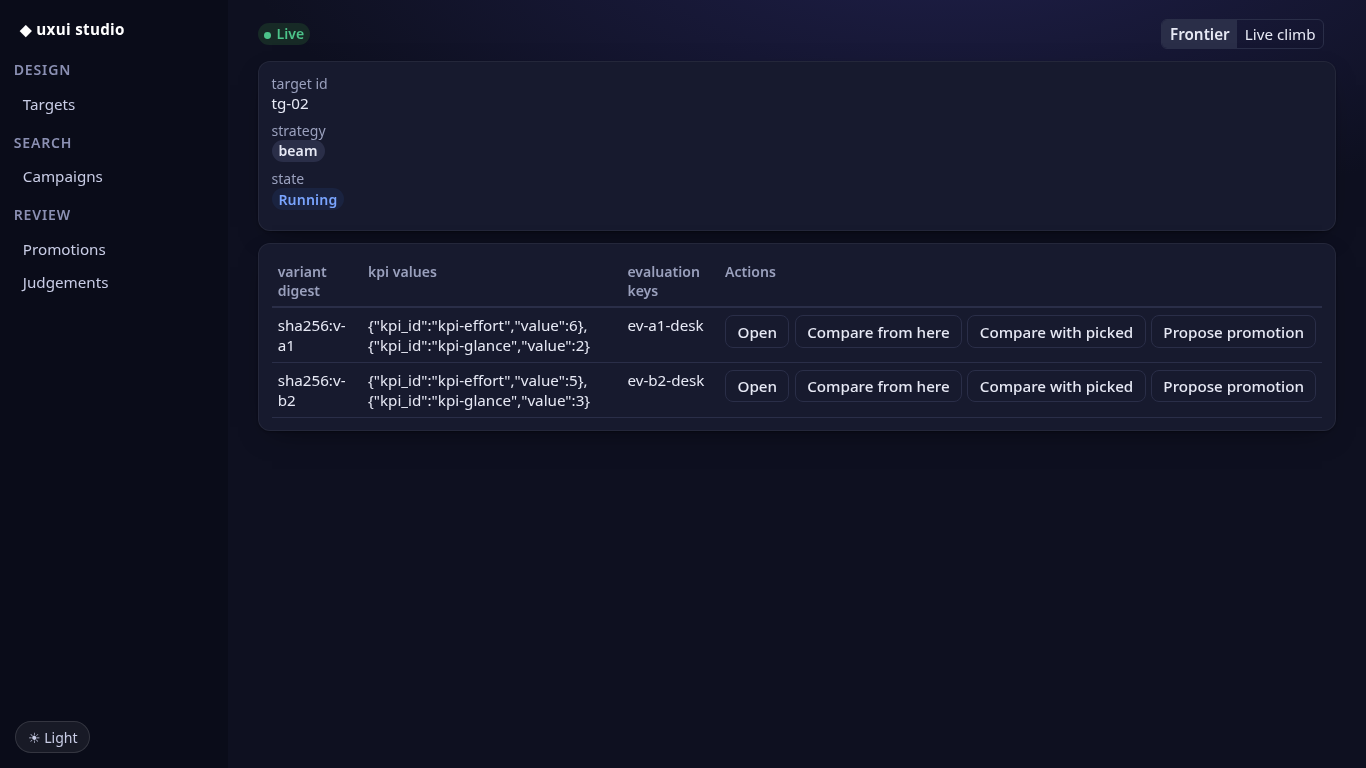 ◆ uxui studio
DESIGN
Targets
SEARCH
Campaigns
REVIEW
Promotions
Judgements
☀ Light
Live
Frontier Live climb
target id
tg-02
strategy
beam
state
Running
variant digest kpi values evaluation keys Actions
sha256:v-a1 {"kpi_id":"kpi-effort","value":6}, {"kpi_id":"kpi-glance","value":2} ev-a1-desk Open Compare from here Compare with picked Propose promotion
sha256:v-b2 {"kpi_id":"kpi-effort","value":5}, {"kpi_id":"kpi-glance","value":3} ev-b2-desk Open Compare from here Compare with picked Propose promotion